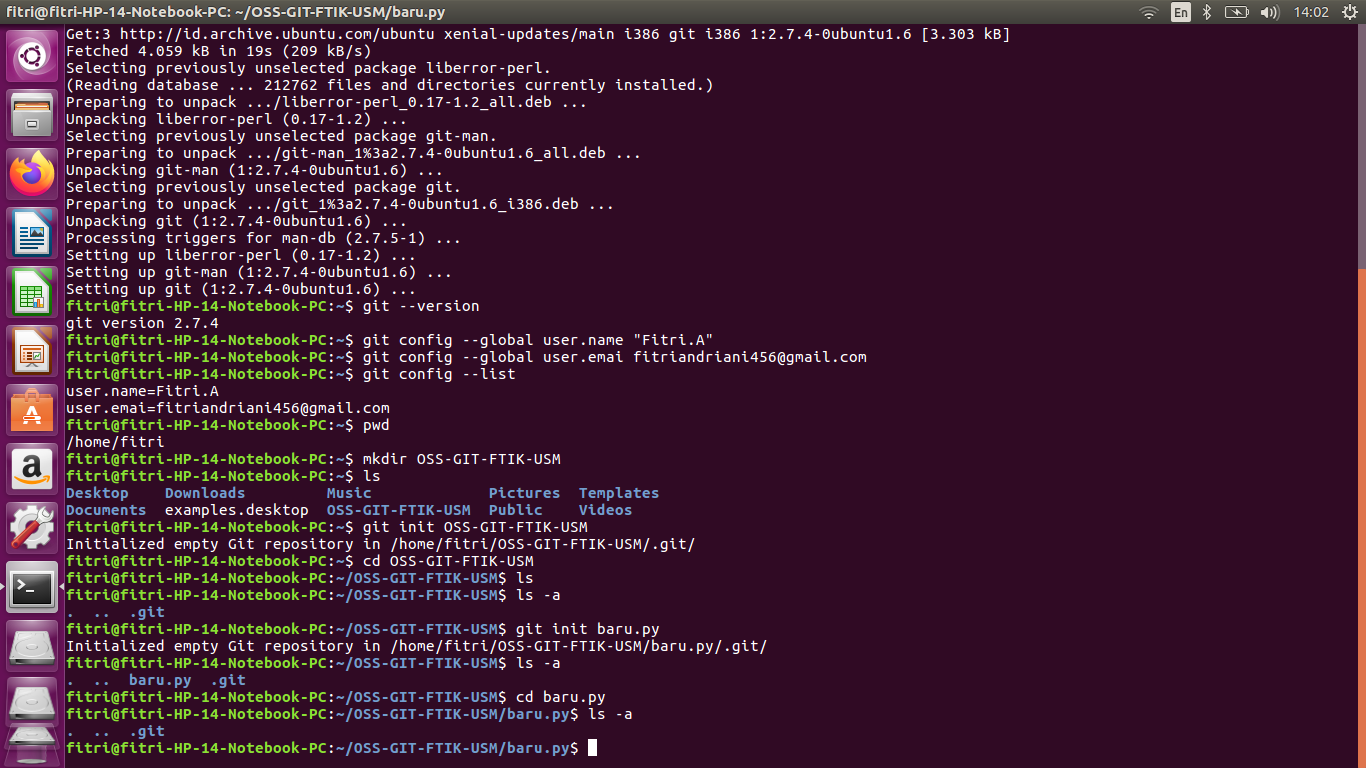 fitri@fitri-HP-14-Notebook-PC: ~/OSS-GIT-FTIK-USM/baru.py
En
14:02
Get:3 http://id.archive.ubuntu.com/ubuntu xenial-updates/main i386 git i386 1:2.7.4-0ubuntu1.6 [3.303 kB]
Fetched 4.059 kB in 19s (209 kB/s)
Selecting previously unselected package liberror-perl.
(Reading database ... 212762 files and directories currently installed.)
Preparing to unpack .../liberror-perl_0.17-1.2_all.deb ...
Unpacking liberror-perl (0.17-1.2) ...
Selecting previously unselected package git-man.
Preparing to unpack .../git-man_1%3a2.7.4-0ubuntu1.6_all.deb ...
Unpacking git-man (1:2.7.4-0ubuntu1.6) ...
Selecting previously unselected package git.
Preparing to unpack .../git_1%3a2.7.4-0ubuntu1.6_i386.deb ...
Unpacking git (1:2.7.4-0ubuntu1.6) ...
Processing triggers for man-db (2.7.5-1) ...
Setting up liberror-perl (0.17-1.2) ...
Setting up git-man (1:2.7.4-0ubuntu1.6) ...
Setting up git (1:2.7.4-0ubuntu1.6) ...
fitri@fitri-HP-14-Notebook-PC:~$ git --version
git version 2.7.4
fitri@fitri-HP-14-Notebook-PC:~$ git config --global user.name "Fitri.A"
fitri@fitri-HP-14-Notebook-PC:~$ git config --global user.emai fitriandriani456@gmail.com
fitri@fitri-HP-14-Notebook-PC:~$ git config --list
user.name=Fitri.A
user.emai=fitriandriani456@gmail.com
fitri@fitri-HP-14-Notebook-PC:~$ pwd
/home/fitri
fitri@fitri-HP-14-Notebook-PC:~$ mkdir OSS-GIT-FTIK-USM
fitri@fitri-HP-14-Notebook-PC:~$ ls
Desktop    Downloads         Music             Pictures  Templates
Documents  examples.desktop  OSS-GIT-FTIK-USM  Public    Videos
fitri@fitri-HP-14-Notebook-PC:~$ git init OSS-GIT-FTIK-USM
Initialized empty Git repository in /home/fitri/OSS-GIT-FTIK-USM/.git/
fitri@fitri-HP-14-Notebook-PC:~$ cd OSS-GIT-FTIK-USM
fitri@fitri-HP-14-Notebook-PC:~/OSS-GIT-FTIK-USM$ ls
fitri@fitri-HP-14-Notebook-PC:~/OSS-GIT-FTIK-USM$ ls -a
.  ..  .git
fitri@fitri-HP-14-Notebook-PC:~/OSS-GIT-FTIK-USM$ git init baru.py
Initialized empty Git repository in /home/fitri/OSS-GIT-FTIK-USM/baru.py/.git/
fitri@fitri-HP-14-Notebook-PC:~/OSS-GIT-FTIK-USM$ ls -a
.  ..  baru.py  .git
fitri@fitri-HP-14-Notebook-PC:~/OSS-GIT-FTIK-USM$ cd baru.py
fitri@fitri-HP-14-Notebook-PC:~/OSS-GIT-FTIK-USM/baru.py$ ls -a
.  ..  .git
fitri@fitri-HP-14-Notebook-PC:~/OSS-GIT-FTIK-USM/baru.py$